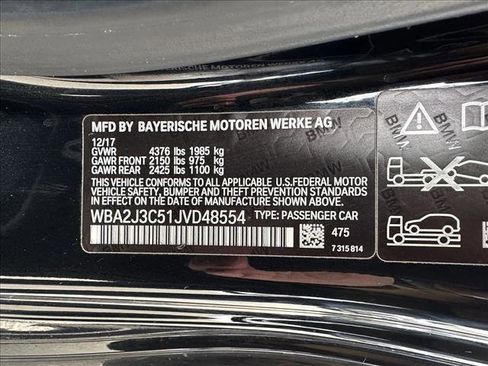 MFD BY BAYERISCHE MOTOREN WERKE AG
12/17
GVWR 4376 lbs 1985 kg
GAWR FRONT 2150 lbs 975 kg
GAWR REAR 2425 lbs 1100 kg
THIS VEHICLE CONFORMS TO ALL APPLICABLE U.S. FEDERAL MOTOR
VEHICLE SAFETY, BUMPER, AND THEFT PREVENTION STANDARDS
IN EFFECT ON THE DATE OF MANUFACTURE SHOWN ABOVE.
WBA2J3C51JVD48554 TYPE: PASSENGER CAR
475
7 315 814
BMW
BMW
BMW